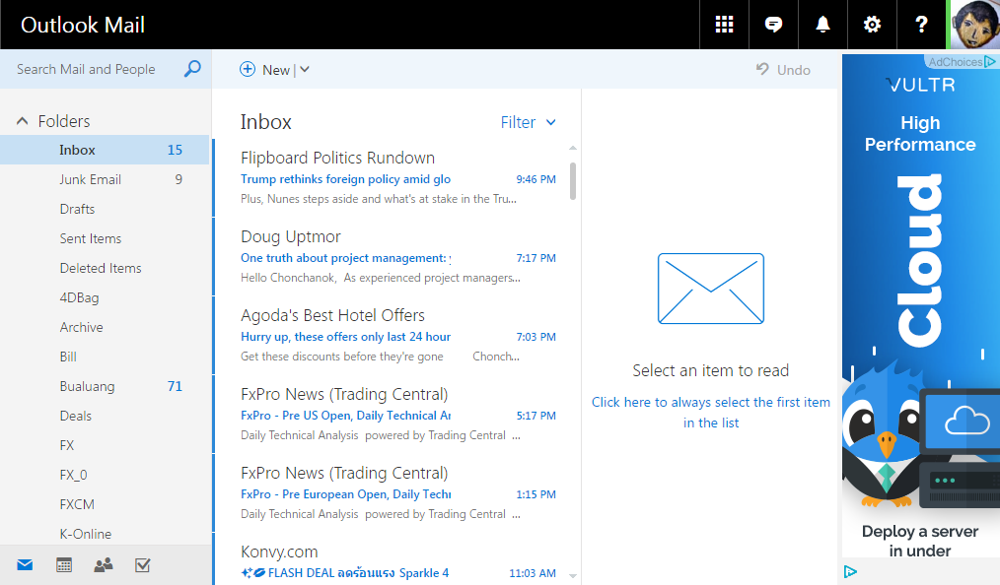 Outlook Mail
?
Search Mail and People
New
Undo
Folders
Inbox 15
Junk Email 9
Drafts
Sent Items
Deleted Items
4DBag
Archive
Bill
Bualuang 71
Deals
FX
FX_0
FXCM
K-Online
Inbox
Filter
Flipboard Politics Rundown
Trump rethinks foreign policy amid glo 9:46 PM
Plus, Nunes steps aside and what's at stake in the Tru...
Doug Uptmor
One truth about project management: 7:17 PM
Hello Chonchanok, As experienced project managers...
Agoda's Best Hotel Offers
Hurry up, these offers only last 24 hour 7:03 PM
Get these discounts before they're gone Chonch...
FxPro News (Trading Central)
FxPro - Pre US Open, Daily Technical Ar 5:17 PM
Daily Technical Analysis powered by Trading Central ...
FxPro News (Trading Central)
FxPro - Pre European Open, Daily Techi 1:15 PM
Daily Technical Analysis powered by Trading Central ...
Konvy.com
FLASH DEAL ลดร้อนแรง Sparkle 4 11:03 AM
Select an item to read
Click here to always select the first item
in the list
AdChoices
VULTR
High
Performance
Cloud
Deploy a server
in under